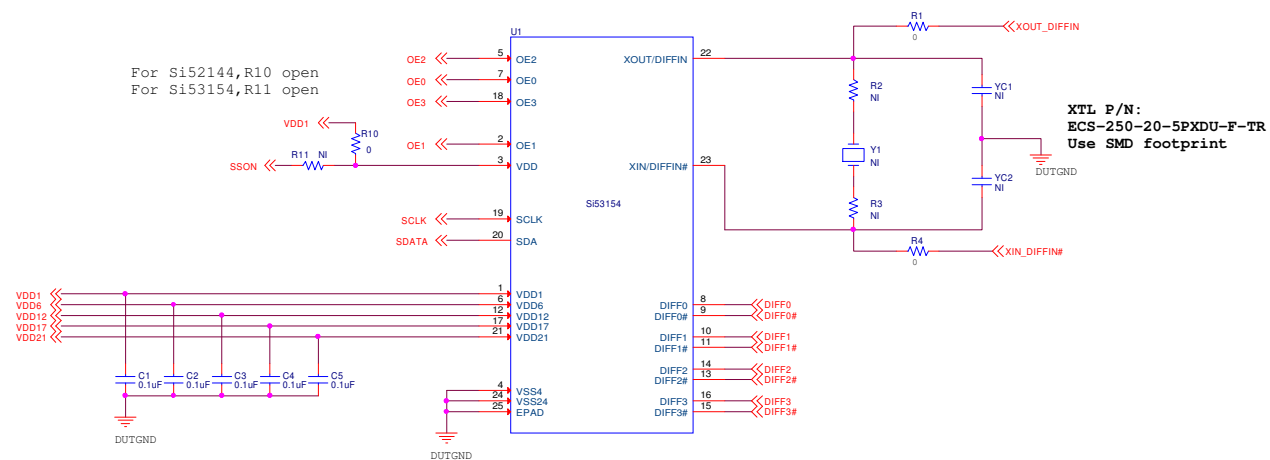 U1
R1
0
XOUT_DIFFIN
For Si52144,R10 open
For Si53154,R11 open
OE2 5 OE2
OE0 7 OE0
OE3 18 OE3
XOUT/DIFFIN 22
R2
NI
YC1
NI
XTL P/N:
ECS-250-20-5PXDU-F-TR
Use SMD footprint
VDD1
R10
0
OE1 2 OE1
R11 NI
SSON 3 VDD
Y1
NI
DUTGND
XIN/DIFFIN# 23
YC2
NI
Si53154
R3
NI
SCLK 19 SCLK
SDATA 20 SDA
R4
0
XIN_DIFFIN#
VDD1 1 VDD1
VDD6 6 VDD6
VDD12 12 VDD12
VDD17 17 VDD17
VDD21 21 VDD21
DIFF0 8 DIFF0
DIFF0# 9 DIFF0#
DIFF1 10 DIFF1
DIFF1# 11 DIFF1#
DIFF2 14 DIFF2
DIFF2# 13 DIFF2#
DIFF3 16 DIFF3
DIFF3# 15 DIFF3#
C1 C2 C3 C4 C5
0.1uF 0.1uF 0.1uF 0.1uF 0.1uF
4 VSS4
24 VSS24
25 EPAD
DUTGND
DUTGND